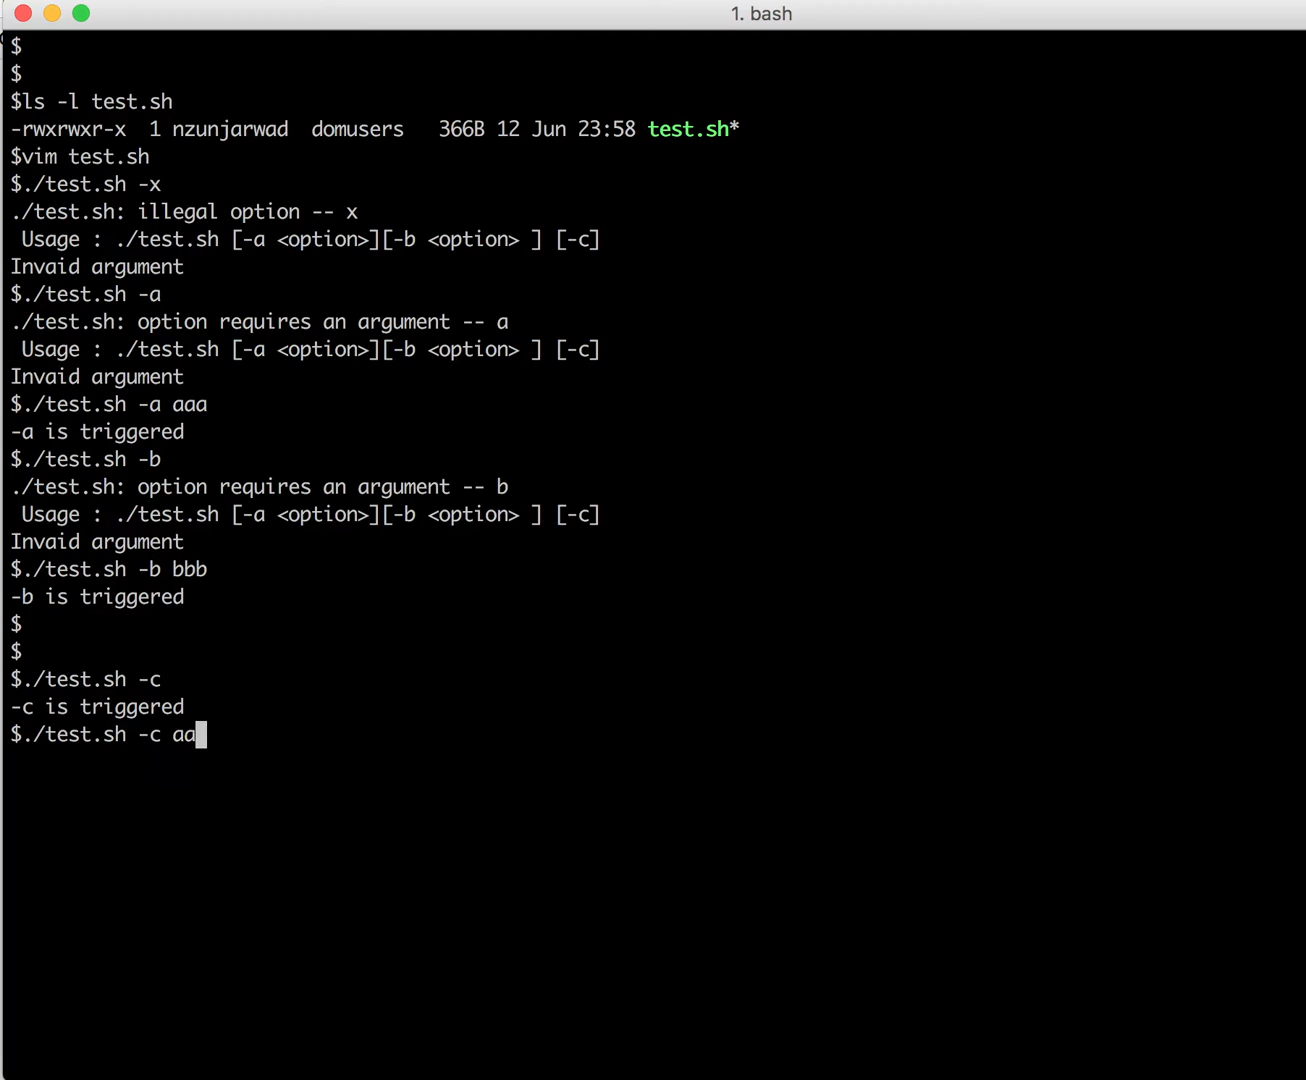 1. bash
$
$
$ls -l test.sh
-rwxrwxr-x  1 nzunjarwad  domusers   366B 12 Jun 23:58 test.sh*
$vim test.sh
$./test.sh -x
./test.sh: illegal option -- x
 Usage : ./test.sh [-a <option>][-b <option> ] [-c]
Invaid argument
$./test.sh -a
./test.sh: option requires an argument -- a
 Usage : ./test.sh [-a <option>][-b <option> ] [-c]
Invaid argument
$./test.sh -a aaa
-a is triggered
$./test.sh -b
./test.sh: option requires an argument -- b
 Usage : ./test.sh [-a <option>][-b <option> ] [-c]
Invaid argument
$./test.sh -b bbb
-b is triggered
$
$
$./test.sh -c
-c is triggered
$./test.sh -c aa